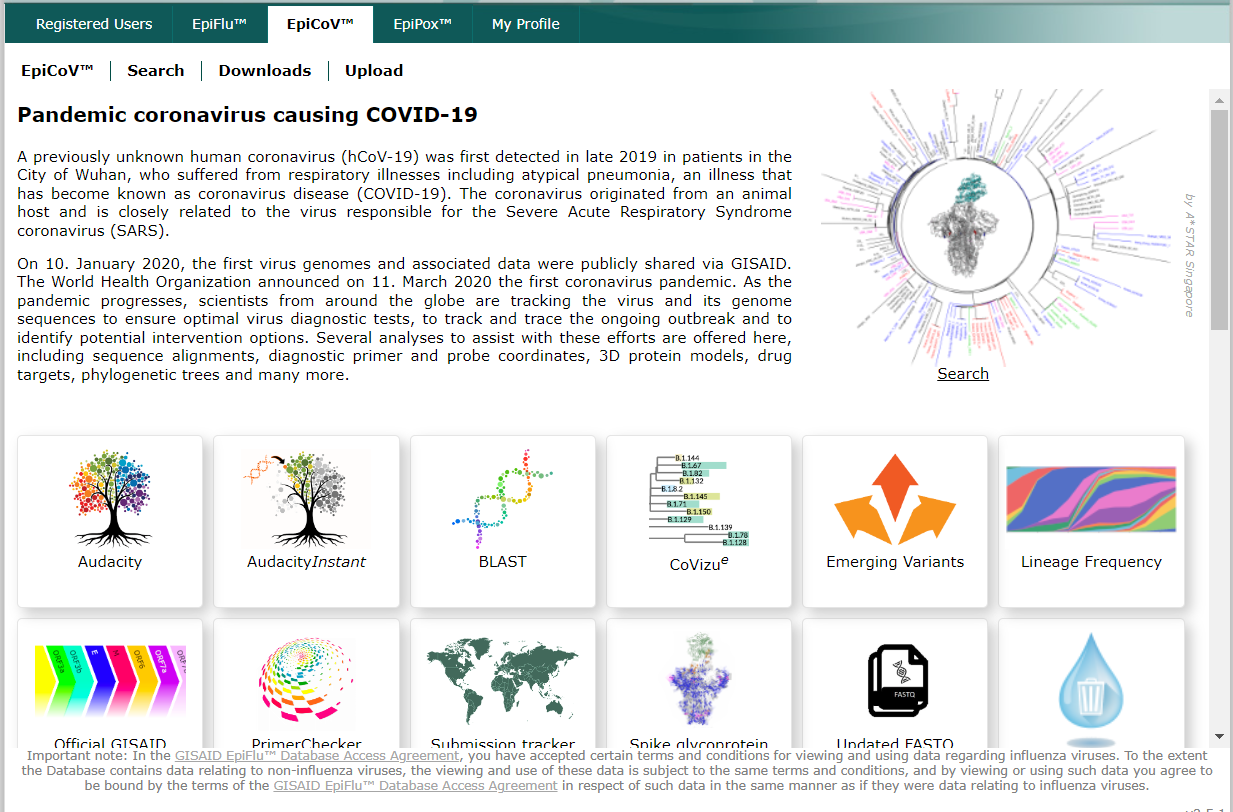 Registered Users EpiFlu™ EpiCoV™ EpiPox™ My Profile
EpiCoV™ Search Downloads Upload
Pandemic coronavirus causing COVID-19
A previously unknown human coronavirus (hCoV-19) was first detected in late 2019 in patients in the
City of Wuhan, who suffered from respiratory illnesses including atypical pneumonia, an illness that
has become known as coronavirus disease (COVID-19). The coronavirus originated from an animal
host and is closely related to the virus responsible for the Severe Acute Respiratory Syndrome
coronavirus (SARS).
On 10. January 2020, the first virus genomes and associated data were publicly shared via GISAID.
The World Health Organization announced on 11. March 2020 the first coronavirus pandemic. As the
pandemic progresses, scientists from around the globe are tracking the virus and its genome
sequences to ensure optimal virus diagnostic tests, to track and trace the ongoing outbreak and to
identify potential intervention options. Several analyses to assist with these efforts are offered here,
including sequence alignments, diagnostic primer and probe coordinates, 3D protein models, drug
targets, phylogenetic trees and many more.
by A*STAR Singapore
Search
B.1.144
B.1.67
B.1.82
B.1.132
B.1.8.2
B.1.145
B.1.71
B.1.150
B.1.129
B.1.139
B.1.78
B.1.128
Audacity AudacityInstant BLAST CoVizue Emerging Variants Lineage Frequency
ORF3a ORF3b E M ORF6 ORF7a
FASTQ
Official GISAID PrimerChecker Submission tracker Spike glycoprotein Updated FASTQ
Important note: In the GISAID EpiFlu™ Database Access Agreement, you have accepted certain terms and conditions for viewing and using data regarding influenza viruses. To the extent
the Database contains data relating to non-influenza viruses, the viewing and use of these data is subject to the same terms and conditions, and by viewing or using such data you agree to
be bound by the terms of the GISAID EpiFlu™ Database Access Agreement in respect of such data in the same manner as if they were data relating to influenza viruses.